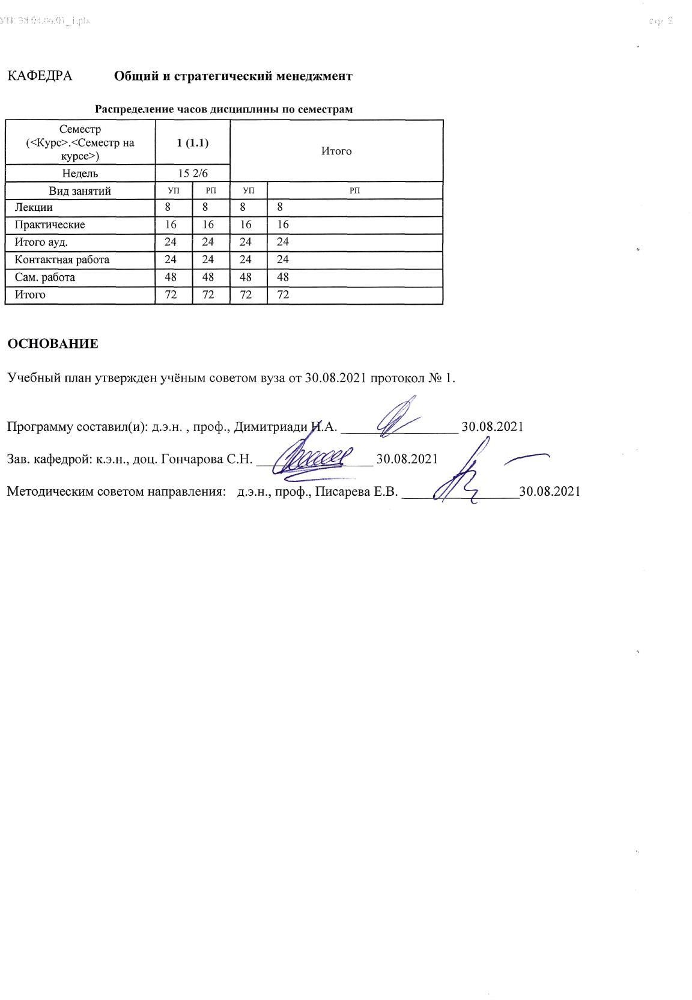 УП: 38.04.06.01_1.plx
стр. 2
КАФЕДРА Общий и стратегический менеджмент
Распределение часов дисциплины по семестрам
Семестр
(<Курс>.<Семестр на
курсе>)
1 (1.1)
Итого
Недель 15 2/6
Вид занятий УП РП УП РП
Лекции 8 8 8 8
Практические 16 16 16 16
Итого ауд. 24 24 24 24
Контактная работа 24 24 24 24
Сам. работа 48 48 48 48
Итого 72 72 72 72
ОСНОВАНИЕ
Учебный план утвержден учёным советом вуза от 30.08.2021 протокол № 1.
Программу составил(и): д.э.н. , проф., Димитриади Н.А. __________________ 30.08.2021
Зав. кафедрой: к.э.н., доц. Гончарова С.Н. __________________ 30.08.2021
Методическим советом направления: д.э.н., проф., Писарева Е.В. __________________30.08.2021